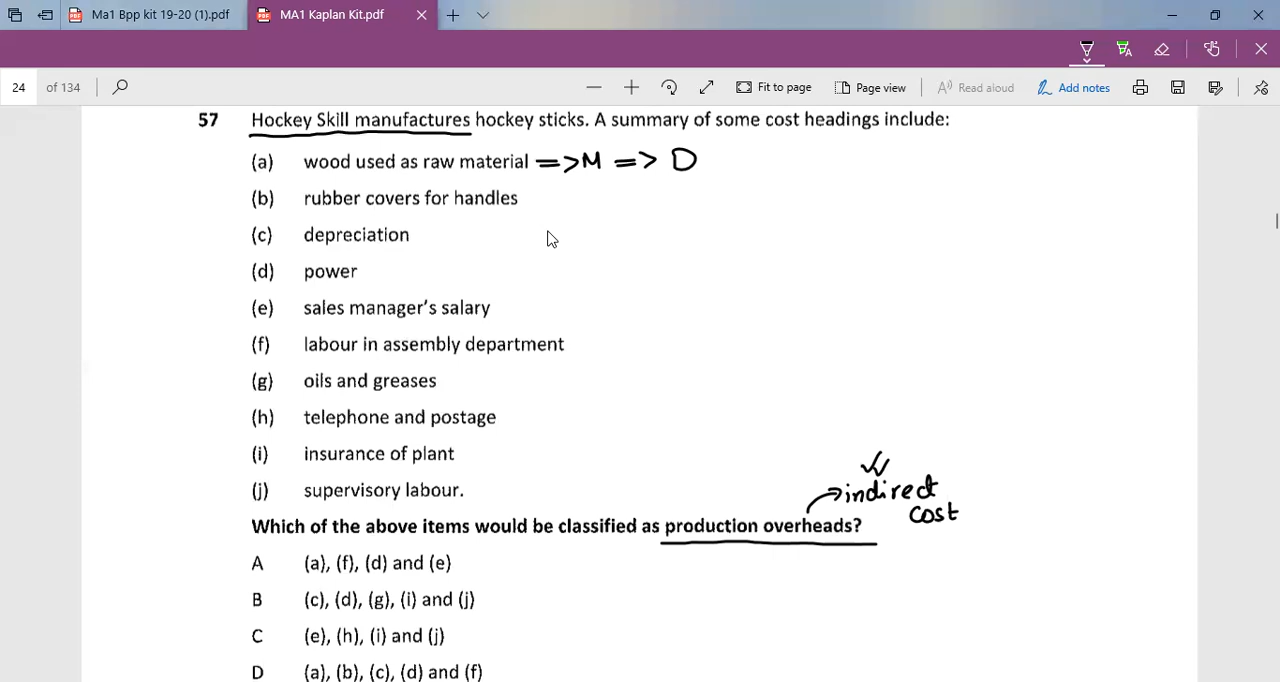 Ma1 Bpp kit 19-20 (1).pdf MA1 Kaplan Kit.pdf
24 of 134 Fit to page Page view Read aloud Add notes
57 Hockey Skill manufactures hockey sticks. A summary of some cost headings include:
(a) wood used as raw material => M => D
(b) rubber covers for handles
(c) depreciation
(d) power
(e) sales manager's salary
(f) labour in assembly department
(g) oils and greases
(h) telephone and postage
(i) insurance of plant
(j) supervisory labour.
indirect
cost
Which of the above items would be classified as production overheads?
A (a), (f), (d) and (e)
B (c), (d), (g), (i) and (j)
C (e), (h), (i) and (j)
D (a), (b), (c), (d) and (f)